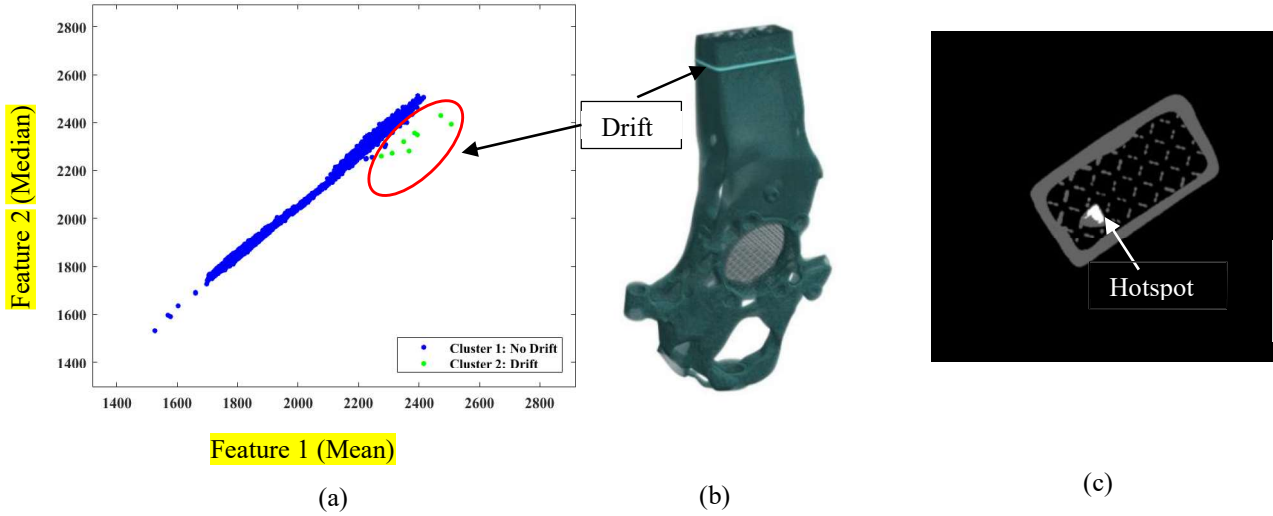 2800
2600
2400
2200
2000
1800
1600
1400
Feature 2 (Median)
1400 1600 1800 2000 2200 2400 2600 2800
Feature 1 (Mean)
Cluster 1: No Drift
Cluster 2: Drift
(a)
Drift
(b)
Hotspot
(c)